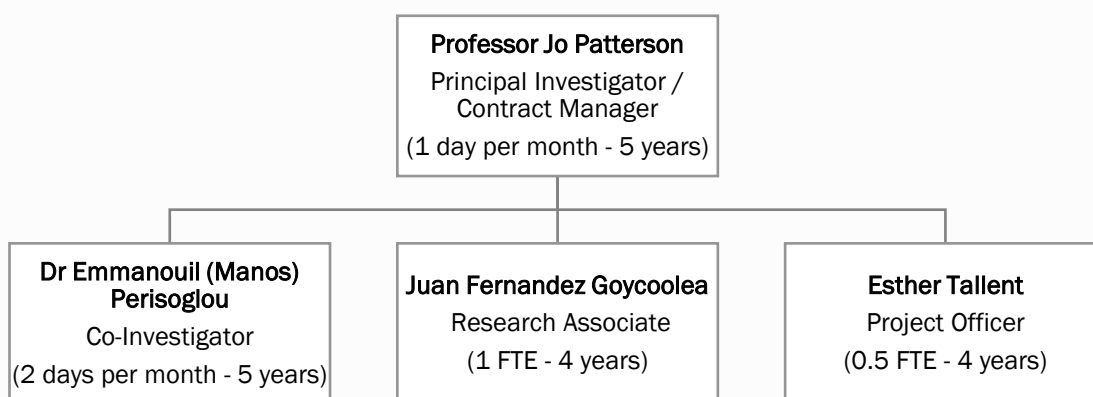 Professor Jo Patterson
Principal Investigator /
Contract Manager
(1 day per month - 5 years)
Dr Emmanouil (Manos)
Perisoglou
Co-Investigator
(2 days per month - 5 years)
Juan Fernandez Goycoolea
Research Associate
(1 FTE - 4 years)
Esther Tallent
Project Officer
(0.5 FTE - 4 years)